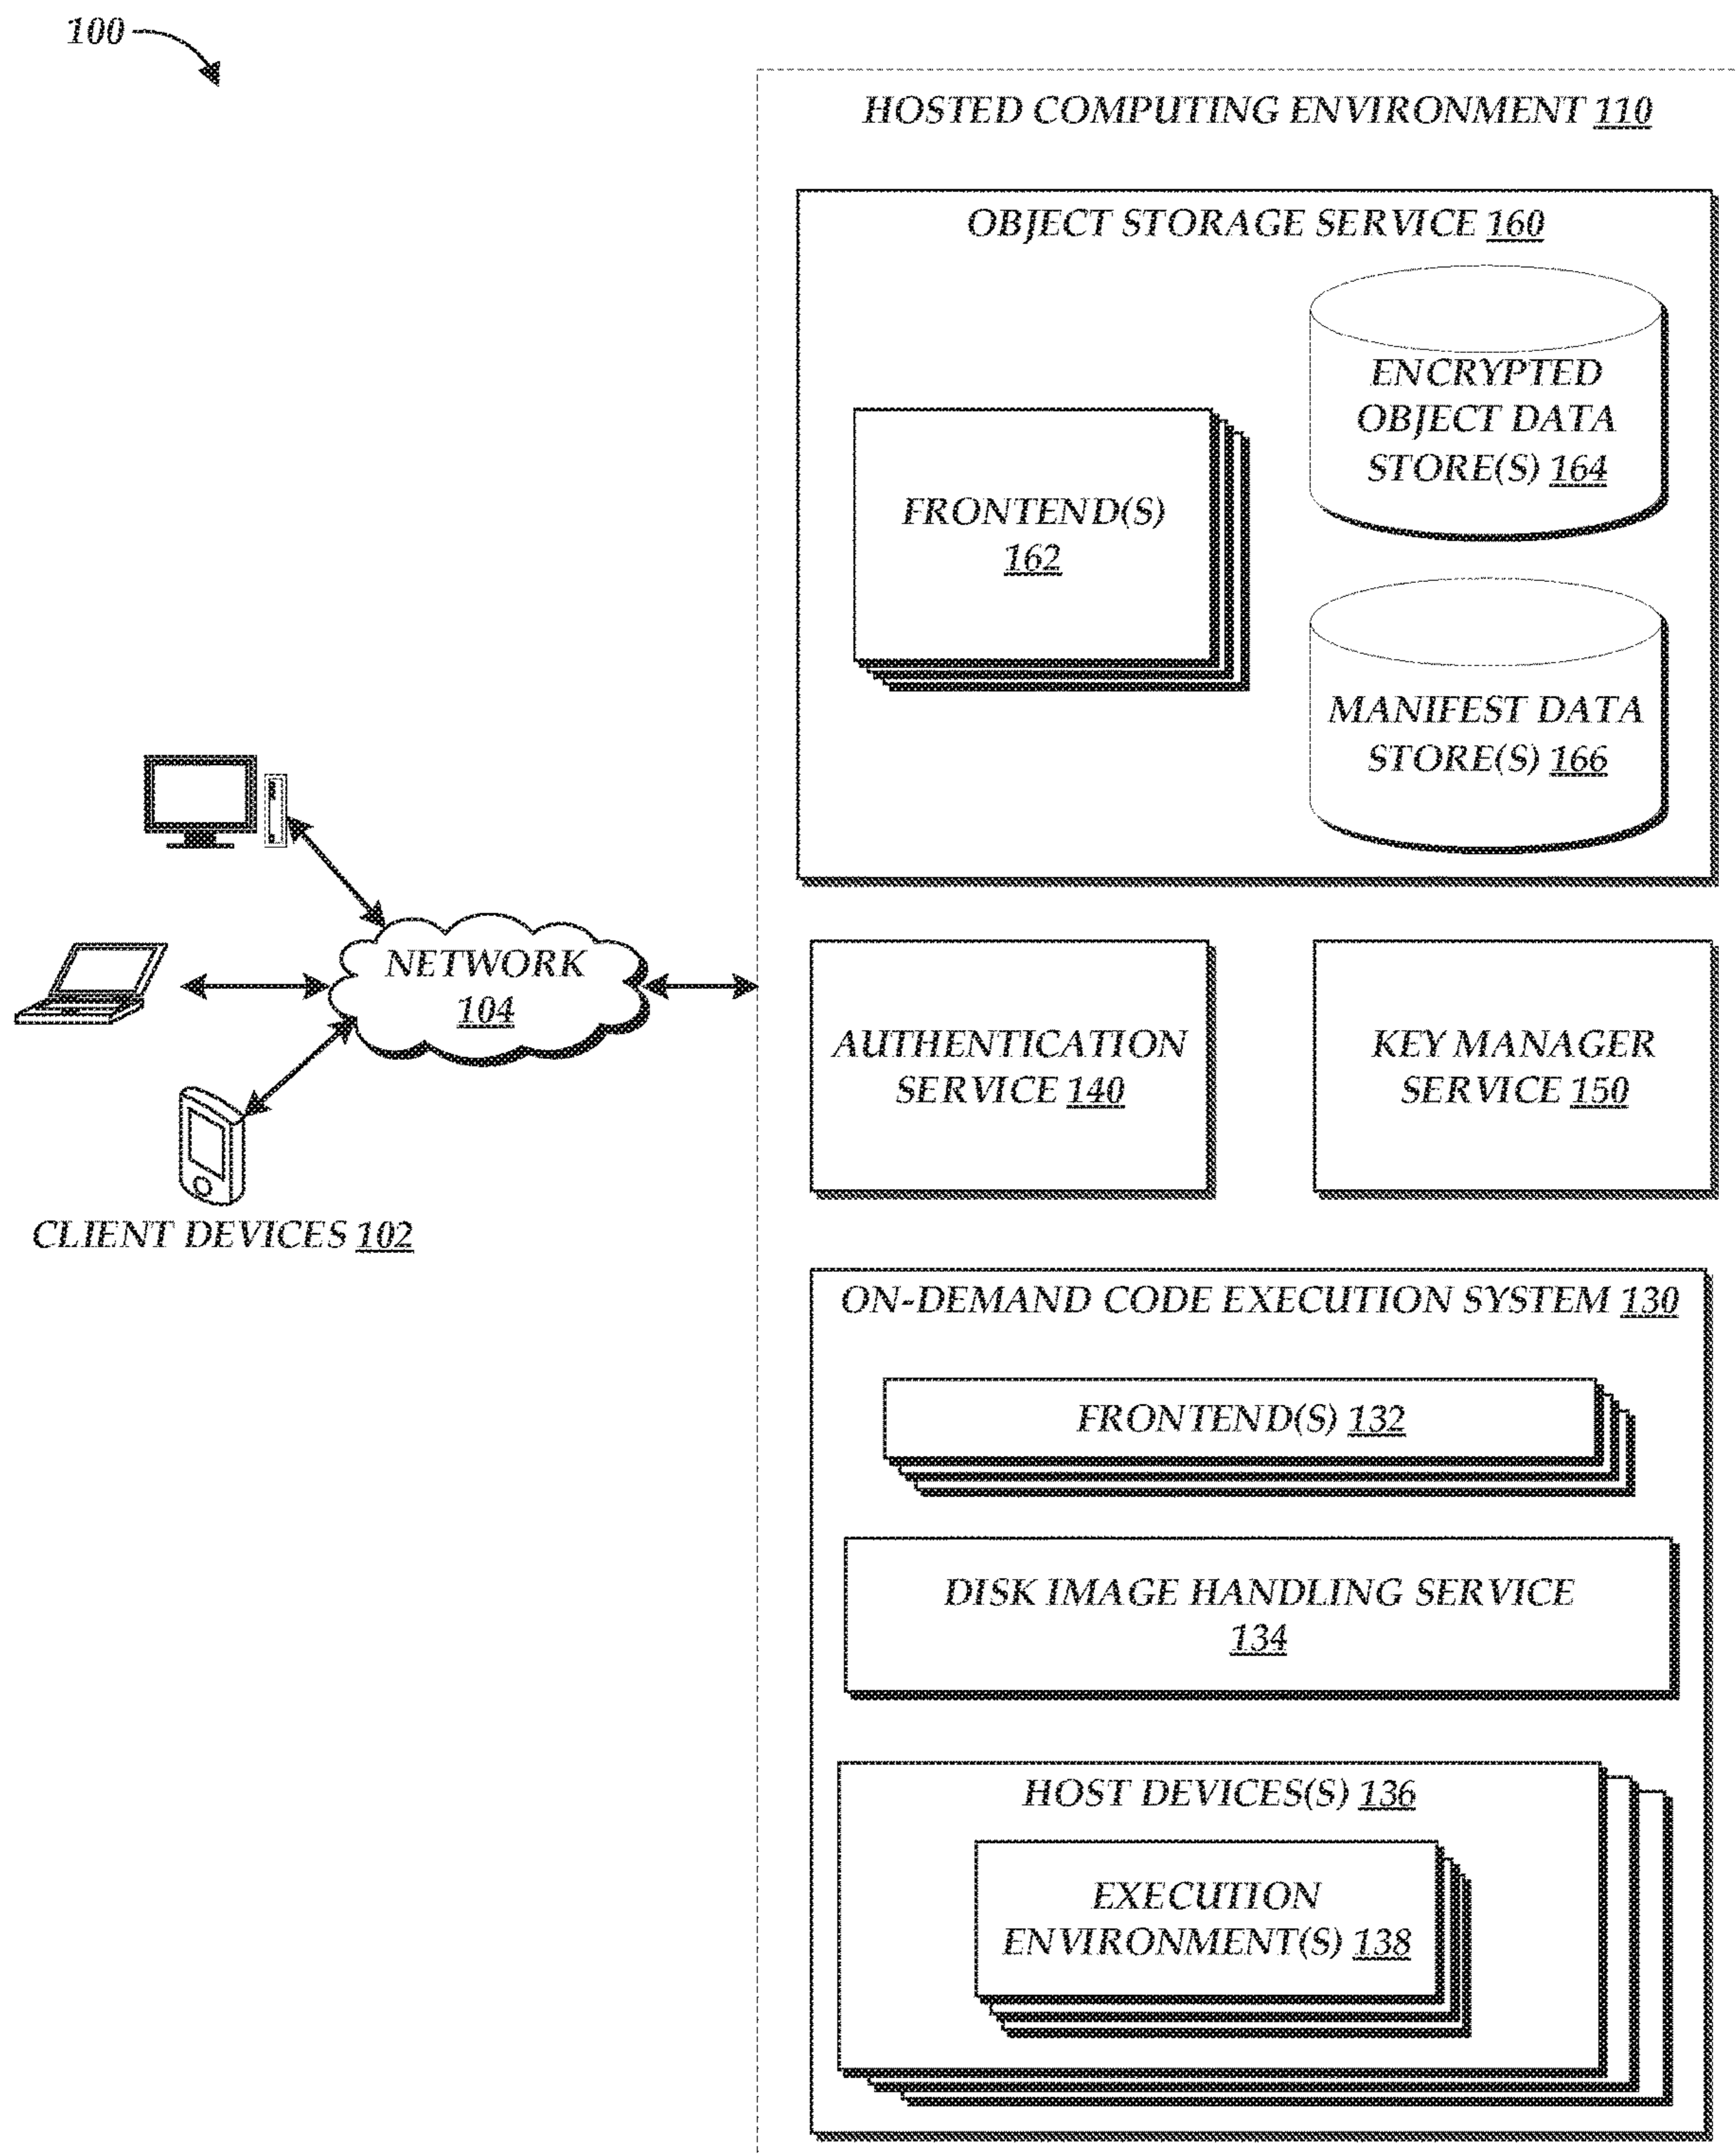 100
HOSTED COMPUTING ENVIRONMENT 110
OBJECT STORAGE SERVICE 160
ENCRYPTED
OBJECT DATA
STORE(S) 164
FRONTEND(S)
162
MANIFEST DATA
STORE(S) 166
NETWORK
104
CLIENT DEVICES 102
AUTHENTICATION
SERVICE 140
KEY MANAGER
SERVICE 150
ON-DEMAND CODE EXECUTION SYSTEM 130
FRONTEND(S) 132
DISK IMAGE HANDLING SERVICE
134
HOST DEVICES(S) 136
EXECUTION
ENVIRONMENT(S) 138